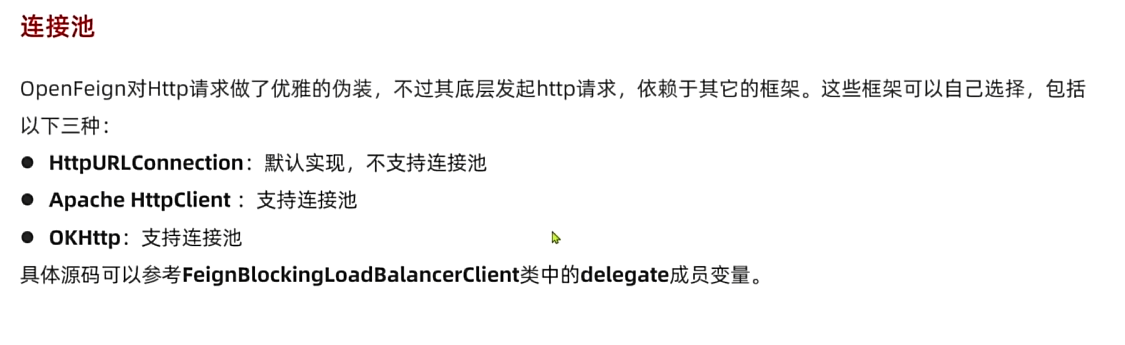 连接池
OpenFeign对Http请求做了优雅的伪装，不过其底层发起http请求，依赖于其它的框架。这些框架可以自己选择，包括
以下三种：
● HttpURLConnection：默认实现，不支持连接池
● Apache HttpClient ：支持连接池
● OKHttp：支持连接池
具体源码可以参考FeignBlockingLoadBalancerClient类中的delegate成员变量。